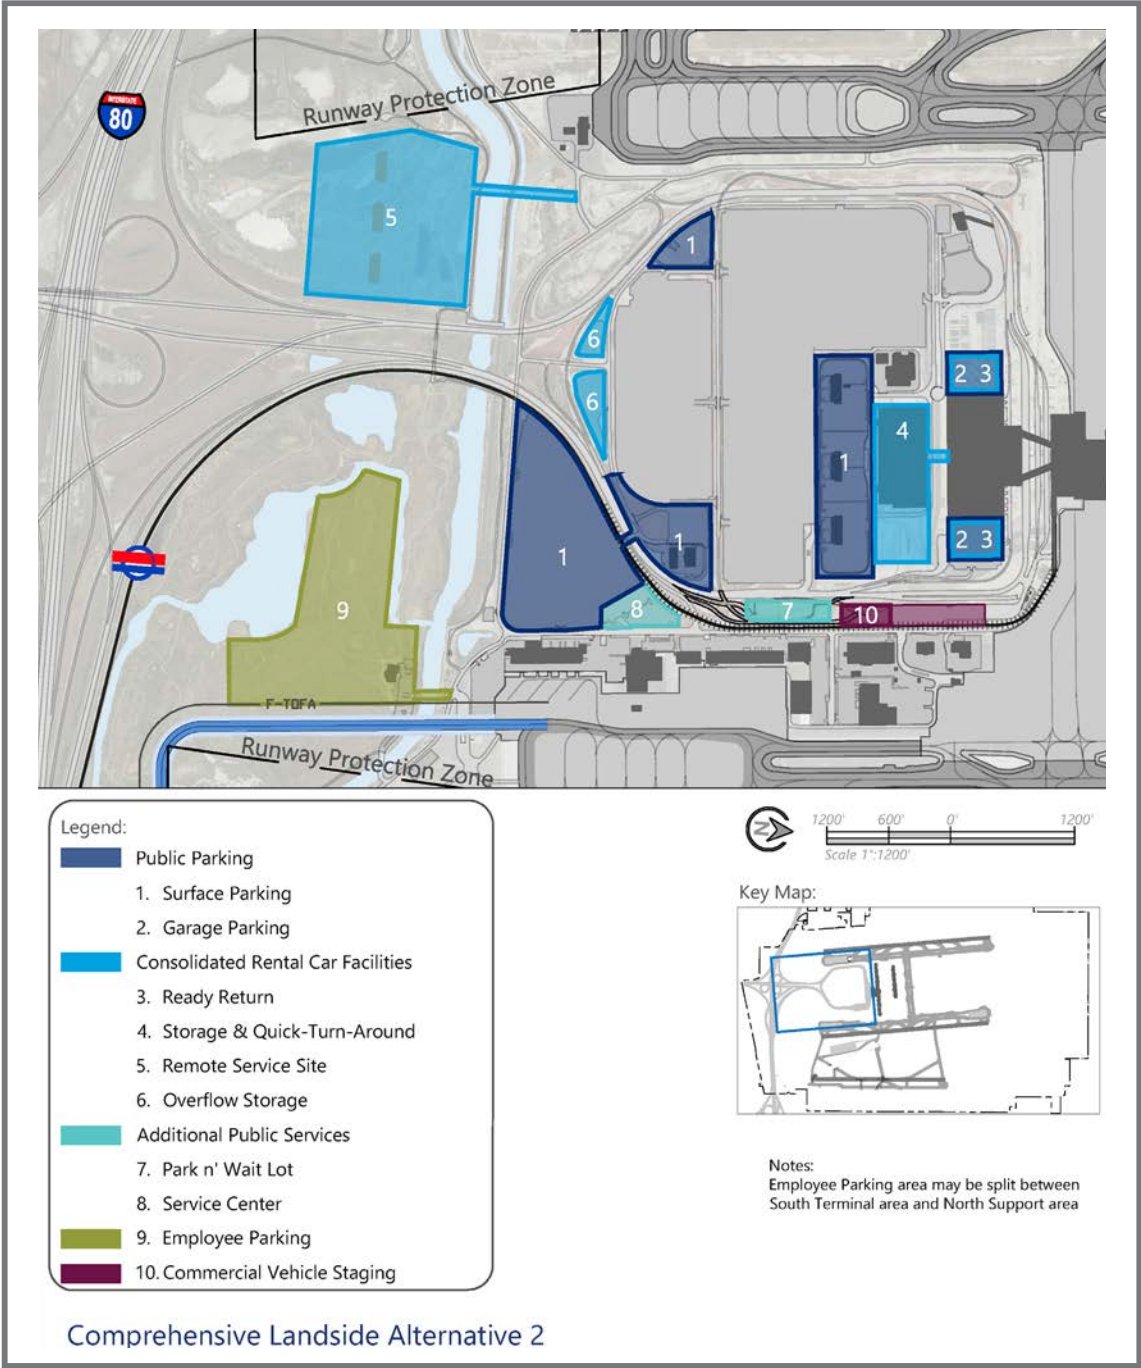 Runway Protection Zone
INTERSTATE
80
5
1
6
6
2 3
4
1
1
1
2 3
9
8
7
10
F-TOFA
Runway Protection Zone
Legend:
Public Parking
1. Surface Parking
2. Garage Parking
Consolidated Rental Car Facilities
3. Ready Return
4. Storage & Quick-Turn-Around
5. Remote Service Site
6. Overflow Storage
Additional Public Services
7. Park n' Wait Lot
8. Service Center
9. Employee Parking
10. Commercial Vehicle Staging
N
1200' 600' 0' 1200'
Scale 1":1200'
Key Map:
Notes:
Employee Parking area may be split between
South Terminal area and North Support area
Comprehensive Landside Alternative 2